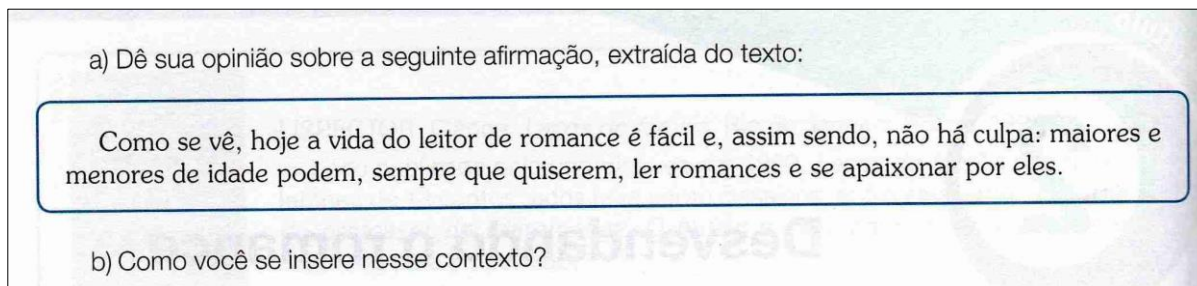 a) Dê sua opinião sobre a seguinte afirmação, extraída do texto:
Como se vê, hoje a vida do leitor de romance é fácil e, assim sendo, não há culpa: maiores e
menores de idade podem, sempre que quiserem, ler romances e se apaixonar por eles.
Desvendando o romance
b) Como você se insere nesse contexto?